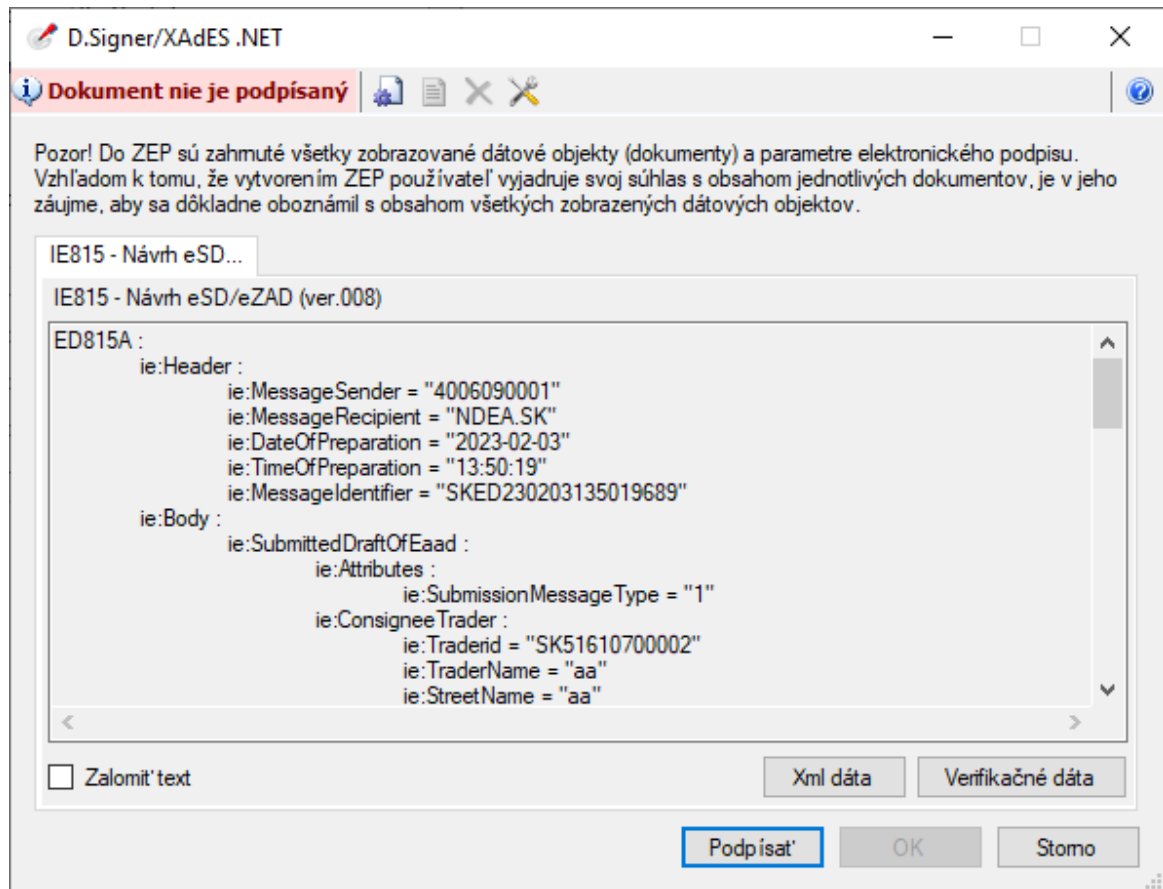 D.Signer/XAdES .NET
Dokument nie je podpísaný
Pozor! Do ZEP sú zahrnuté všetky zobrazované dátové objekty (dokumenty) a parametre elektronického podpisu.
Vzhľadom k tomu, že vytvorením ZEP používateľ vyjadruje svoj súhlas s obsahom jednotlivých dokumentov, je v jeho
záujme, aby sa dôkladne oboznámil s obsahom všetkých zobrazených dátových objektov.
IE815 - Návrh eSD...
IE815 - Návrh eSD/eZAD (ver.008)
ED815A :
ie:Header :
ie:MessageSender = "4006090001"
ie:MessageRecipient = "NDEA.SK"
ie:DateOfPreparation = "2023-02-03"
ie:TimeOfPreparation = "13:50:19"
ie:MessageIdentifier = "SKED230203135019689"
ie:Body :
ie:SubmittedDraftOfEaad :
ie:Attributes :
ie:SubmissionMessageType = "1"
ie:ConsigneeTrader :
ie:Traderid = "SK51610700002"
ie:TraderName = "aa"
ie:StreetName = "aa"
Zalomiť text
Xml dáta
Verifikačné dáta
Podpísať
OK
Storno